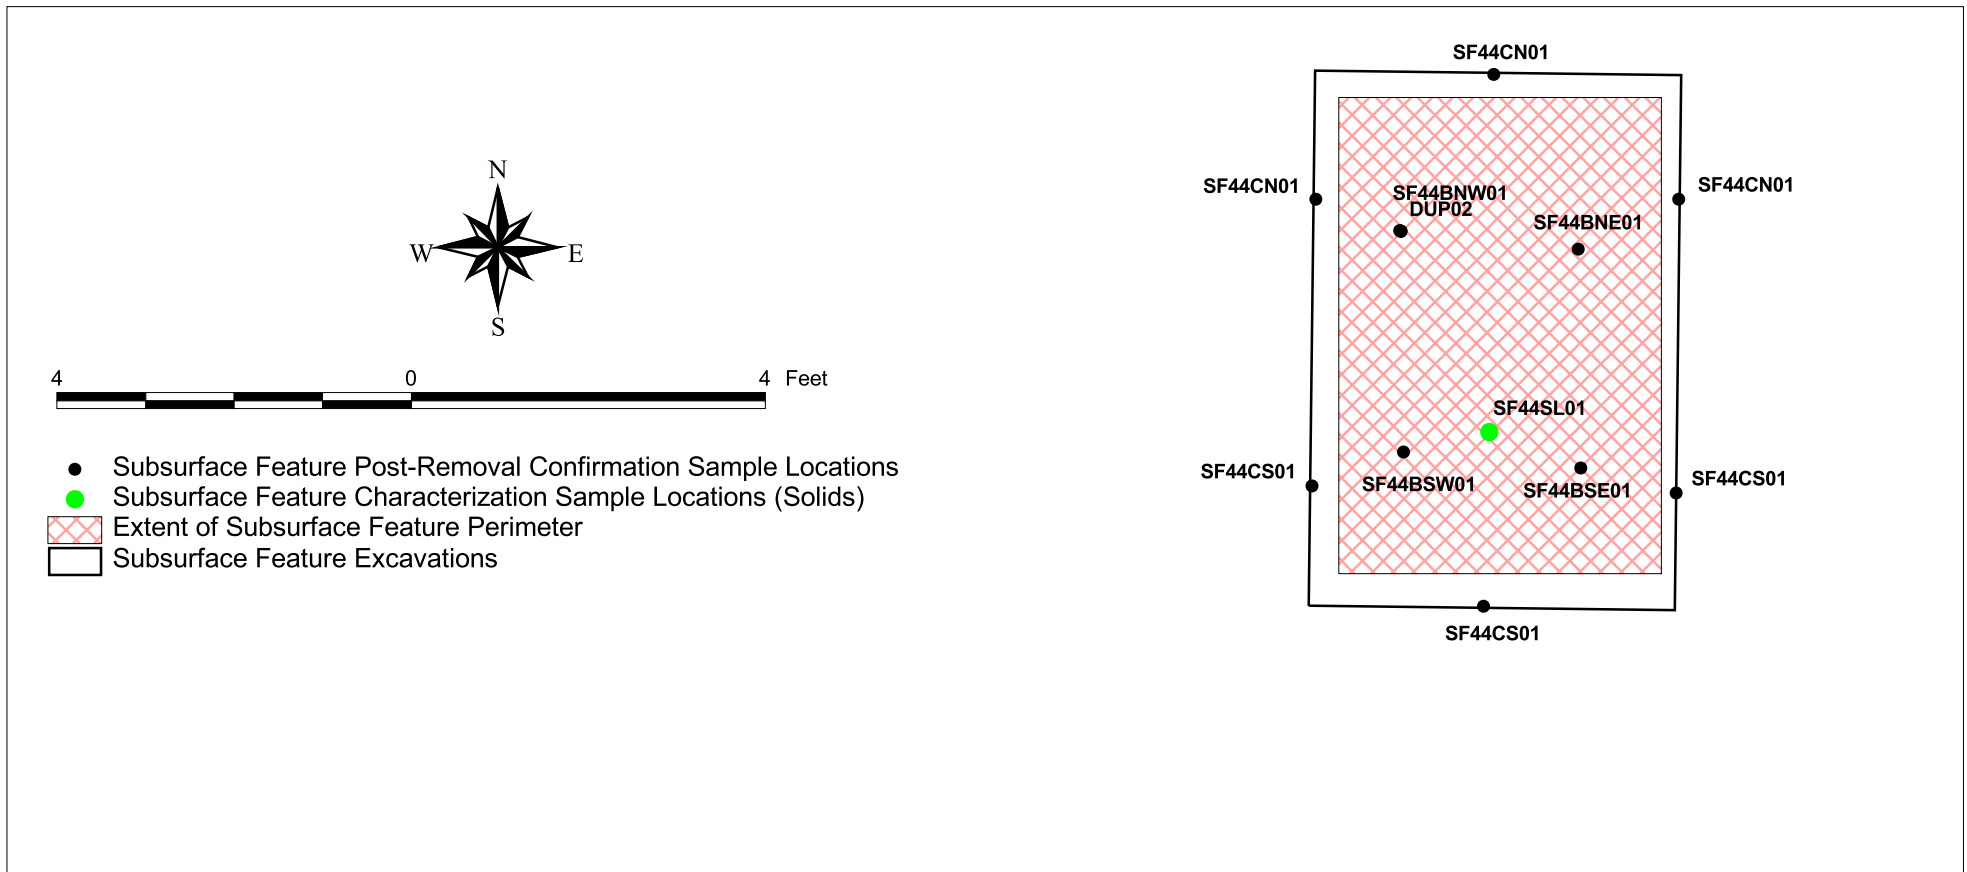 SF44CN01
N
SF44CN01
SF44CN01
SF44BNW01
DUP02
SF44BNE01
W
E
S
4 0 4 Feet
SF44SL01
Subsurface Feature Post-Removal Confirmation Sample Locations
Subsurface Feature Characterization Sample Locations (Solids)
Extent of Subsurface Feature Perimeter
Subsurface Feature Excavations
SF44CS01
SF44BSW01
SF44BSE01
SF44CS01
SF44CS01